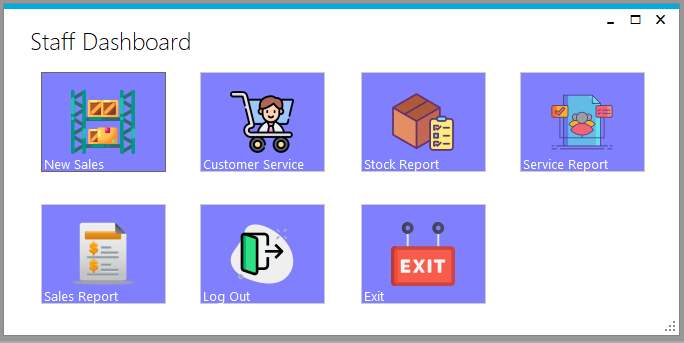 Staff Dashboard
New Sales
Customer Service
Stock Report
Service Report
Sales Report
Log Out
EXIT
Exit